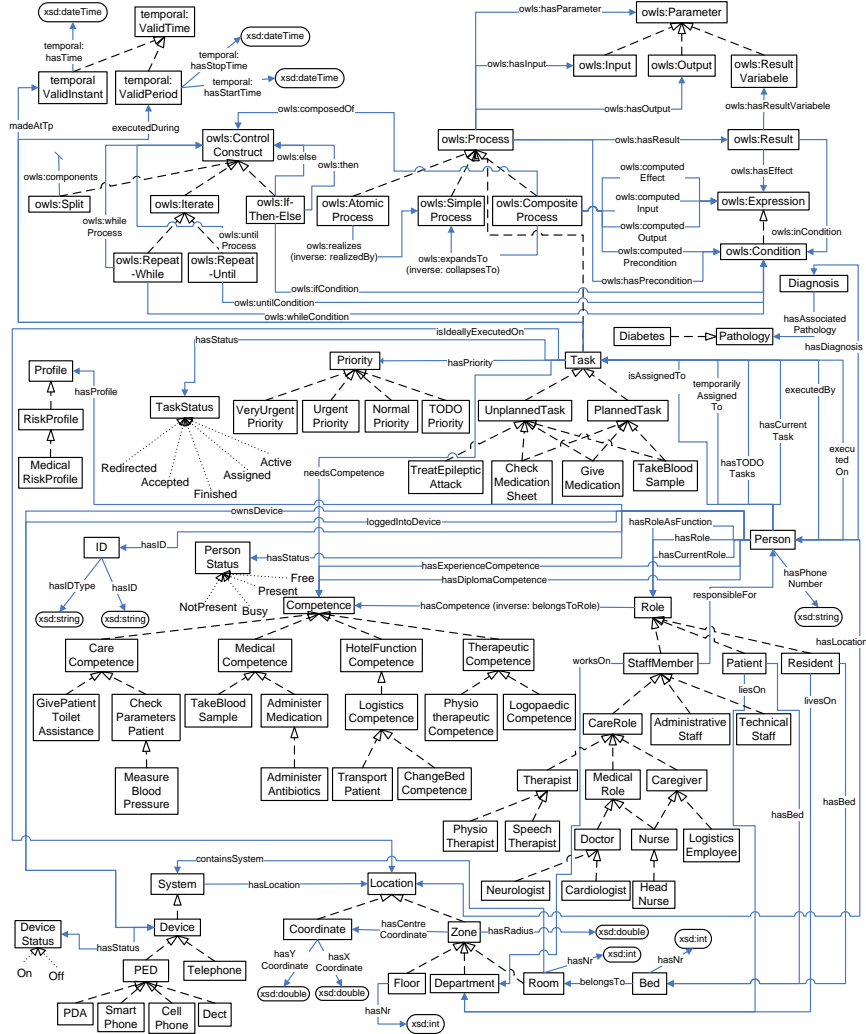 xsd:dateTime
temporal:
ValidTime
owls:hasParameter
owls:Parameter
temporal:
hasTime
temporal:
hasStopTime
xsd:dateTime
temporal
ValidInstant
temporal:
ValidPeriod
temporal:
hasStartTime
xsd:dateTime
owls:hasInput
owls:Input
owls:Output
owls:Result
Variabele
owls:composedOf
owls:hasOutput
owls:hasResultVariabele
madeAtTp
executedDuring
owls:Control
Construct
owls:else
owls:then
owls:Process
owls:hasResult
owls:Result
owls:components
owls:hasEffect
owls:computed
Effect
owls:computed
Input
owls:computed
Output
owls:computed
Precondition
owls:Split
owls:Iterate
owls:If-
Then-Else
owls:Atomic
Process
owls:Simple
Process
owls:Composite
Process
owls:Expression
owls:while
Process
owls:until
Process
owls:realizes
(inverse: realizedBy)
owls:expandsTo
(inverse: collapsesTo)
owls:inCondition
owls:Condition
owls:Repeat
-While
owls:Repeat
-Until
owls:hasPrecondition
owls:ifCondition
owls:untilCondition
owls:whileCondition
Diagnosis
hasAssociated
Pathology
hasDiagnosis
isIdeallyExecutedOn
hasStatus
Diabetes
Pathology
Profile
hasProfile
Priority
hasPriority
Task
isAssignedTo
temporarily
Assigned
To
executedBy
RiskProfile
TaskStatus
VeryUrgent
Priority
Urgent
Priority
Normal
Priority
TODO
Priority
UnplannedTask
PlannedTask
hasCurrent
Task
Medical
RiskProfile
Redirected
Accepted
Finished
Assigned
Active
needsCompetence
TreatEpileptic
Attack
Check
Medication
Sheet
Give
Medication
TakeBlood
Sample
hasTODO
Tasks
execu
ted
On
ownsDevice
loggedIntoDevice
hasRoleAsFunction
hasRole
hasCurrentRole
Person
ID
hasID
Person
Status
hasStatus
hasExperienceCompetence
hasDiplomaCompetence
hasPhone
Number
hasIDType
hasID
Free
Present
Busy
NotPresent
responsibleFor
xsd:string
xsd:string
xsd:string
Competence
hasCompetence (inverse: belongsToRole)
Role
hasLocation
Care
Competence
Medical
Competence
HotelFunction
Competence
Therapeutic
Competence
worksOn
StaffMember
Patient
Resident
liesOn
livesOn
GivePatient
Toilet
Assistance
Check
Parameters
Patient
TakeBlood
Sample
Administer
Medication
Logistics
Competence
Physio
therapeutic
Competence
Logopaedic
Competence
CareRole
Administrative
Staff
Technical
Staff
Measure
Blood
Pressure
Administer
Antibiotics
Transport
Patient
ChangeBed
Competence
Therapist
Medical
Role
Caregiver
hasBed
hasBed
Physio
Therapist
Speech
Therapist
Doctor
Nurse
Logistics
Employee
containsSystem
System
hasLocation
Location
Neurologist
Cardiologist
Head
Nurse
Device
Status
hasStatus
Device
Coordinate
hasCentre
Coordinate
Zone
hasRadius
xsd:double
xsd:int
xsd:int
On
Off
PED
Telephone
hasY
Coordinate
hasX
Coordinate
hasNr
hasNr
Floor
Department
Room
belongsTo
Bed
xsd:double
xsd:double
PDA
Smart
Phone
Cell
Phone
Dect
hasNr
xsd:int